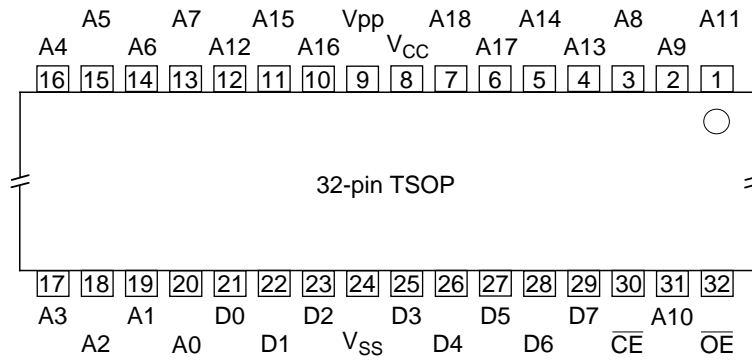 A5 A7 A15 Vpp A18 A14 A8 A11
A4 A6 A12 A16 VCC A17 A13 A9
16 15 14 13 12 11 10 9 8 7 6 5 4 3 2 1
32-pin TSOP
17 18 19 20 21 22 23 24 25 26 27 28 29 30 31 32
A3 A1 D0 D2 D3 D5 D7 A10
A2 A0 D1 VSS D4 D6 C̅E̅ O̅E̅